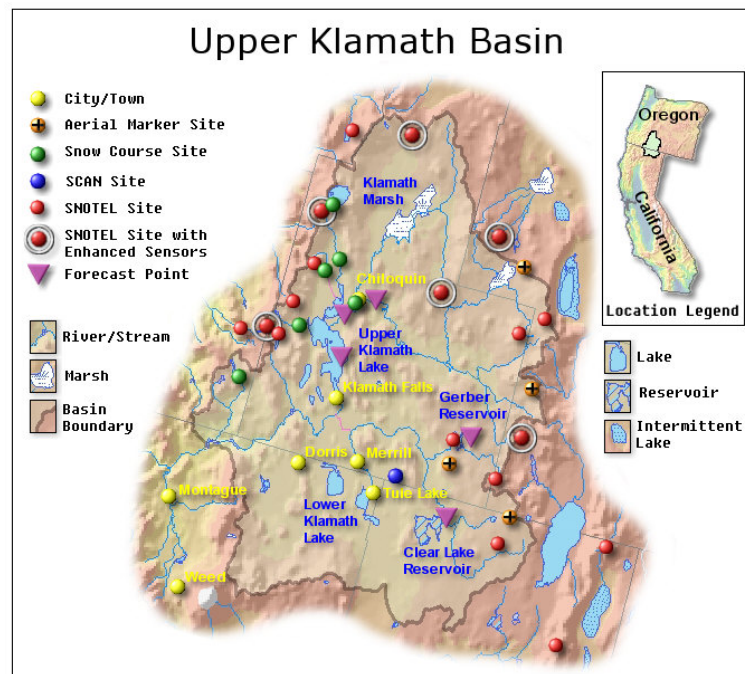 Upper Klamath Basin
City/Town
Aerial Marker Site
Snow Course Site
SCAN Site
SNOTEL Site
SNOTEL Site with
Enhanced Sensors
Forecast Point
River/Stream
Marsh
Basin
Boundary
Klamath
Marsh
Chiloquin
Upper
Klamath
Lake
Klamath Falls
Gerber
Reservoir
Dorris
Merrill
Montague
Lower
Klamath
Lake
Tule Lake
Clear Lake
Reservoir
Weed
Oregon
California
Location Legend
Lake
Reservoir
Intermittent
Lake